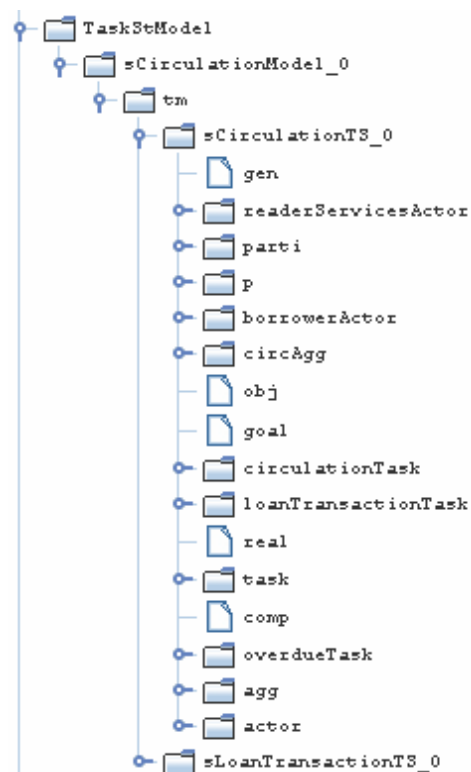 TaskStModel
sCirculationModel_0
tm
sCirculationTS_0
gen
readerServicesActor
parti
p
borrowerActor
circAgg
obj
goal
circulationTask
loanTransactionTask
real
task
comp
overdueTask
agg
actor
sLoanTransactionTS_0